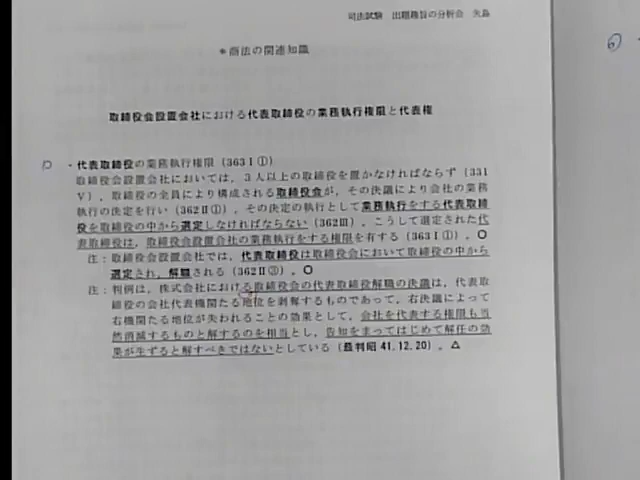 司法試験 出題趣旨の分析会 矢島
＊商法の関連知識
取締役会設置会社における代表取締役の業務執行権限と代表権
・代表取締役の業務執行権限（363Ⅰ①）
取締役会設置会社においては，３人以上の取締役を置かなければならず（331
Ⅴ），取締役の全員により構成される取締役会が，その決議により会社の業務
執行の決定を行い（362Ⅱ①），その決定の執行として業務執行をする代表取締
役を取締役の中から選定しなければならない（362Ⅲ）。こうして選定された代
表取締役は，取締役会設置会社の業務執行をする権限を有する（363Ⅰ①）。○
注：取締役会設置会社では，代表取締役は取締役会において取締役の中から
選定され，解職される（362Ⅱ③）。○
注：判例は，株式会社における取締役会の代表取締役解職の決議は，代表取
締役の会社代表機関たる地位を剥奪するものであって，右決議によって
右機関たる地位が失われることの効果として，会社を代表する権限も当
然消滅するものと解するのを相当とし，告知をまってはじめて解任の効
果が生ずると解すべきではないとしている（最判昭 41.12.20）。△